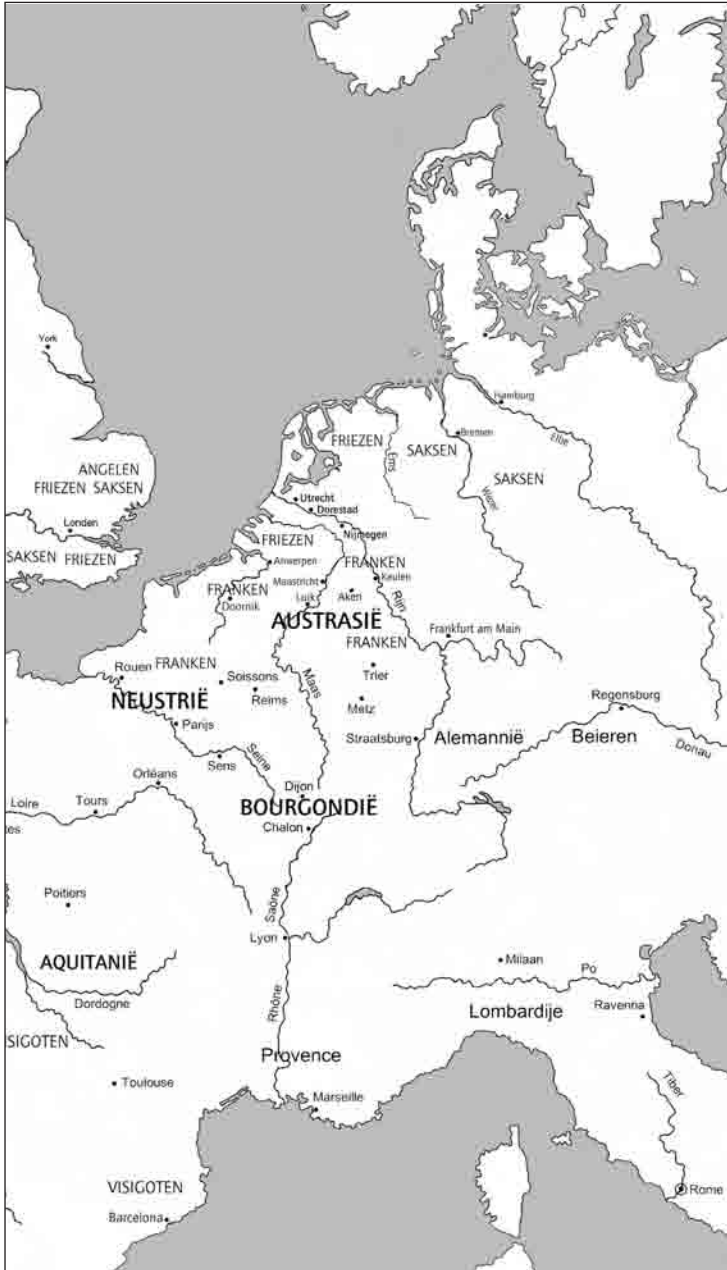 York
Hamburg
Elbe
Bremen
FRIEZEN
SAKSEN
Ems
SAKSEN
Weser
ANGELEN
FRIEZEN SAKSEN
Utrecht
Dorestad
Londen
Nijmegen
FRIEZEN
SAKSEN FRIEZEN
Antwerpen
FRANKEN
Maastricht
Keulen
FRANKEN
Aken
Doornik
Luik
Rijn
AUSTRASIË
Frankfurt am Main
FRANKEN
FRANKEN
Rouen
Trier
Soissons
Maas
Reims
NEUSTRIË
Metz
Regensburg
Parijs
Straatsburg
Alemannië
Beieren
Donau
Seine
Sens
Orléans
Dijon
Loire
Tours
BOURGONDIË
tes
Chalon
Poitiers
Saône
Lyon
AQUITANIË
Milaan
Po
Dordogne
Rhône
Lombardije
Ravenna
SIGOTEN
Provence
Toulouse
Marseille
Tiber
VISIGOTEN
Rome
Barcelona